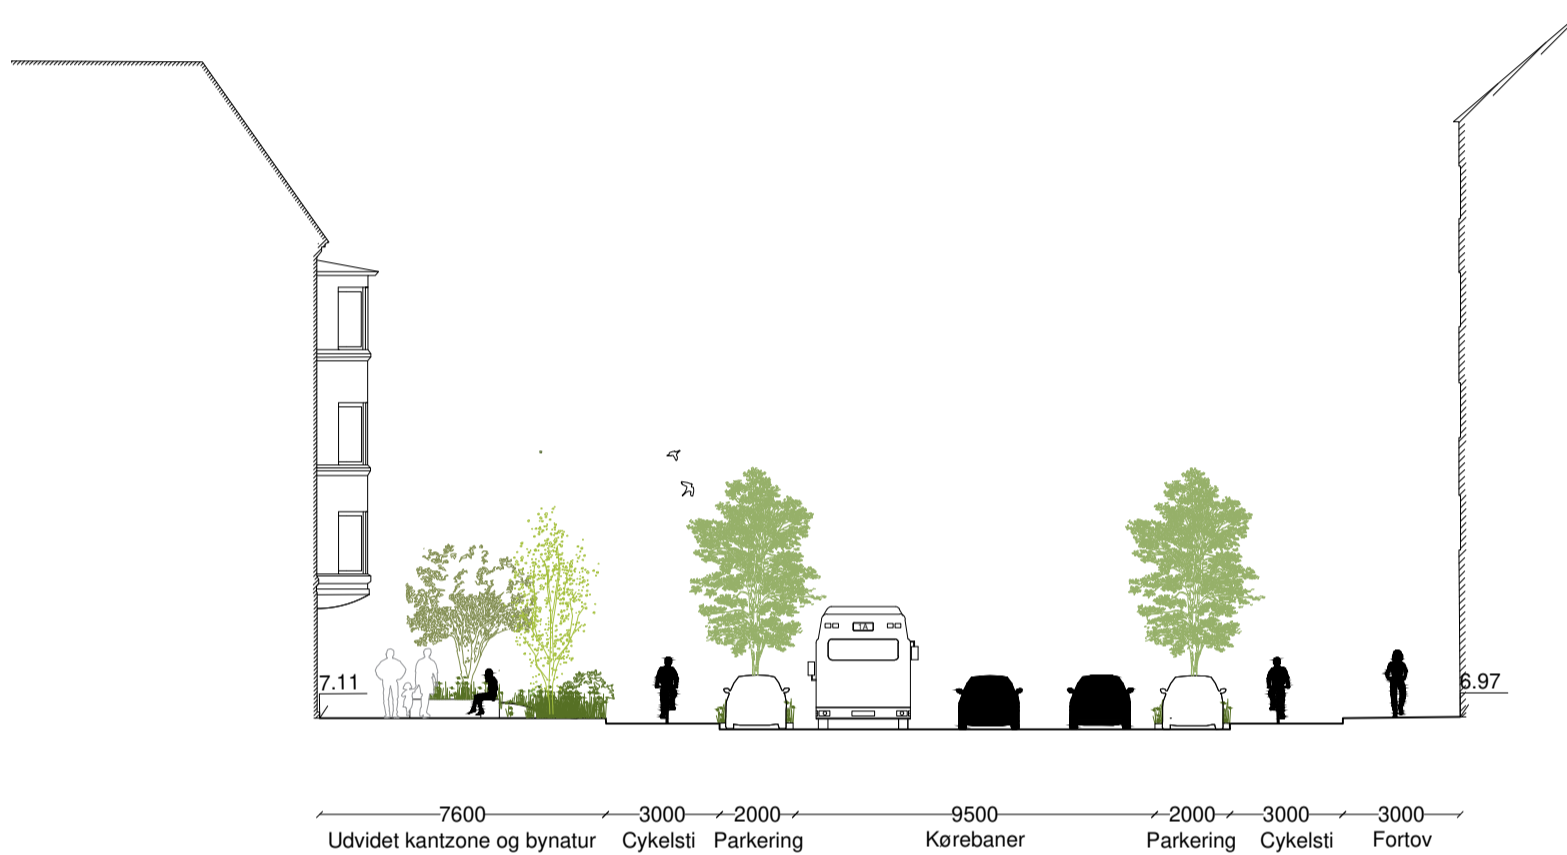 1A
7.11
6.97
7600 3000 2000 9500 2000 3000 3000
Udvidet kantzone og bynatur Cykelsti Parkering Kørebaner Parkering Cykelsti Fortov